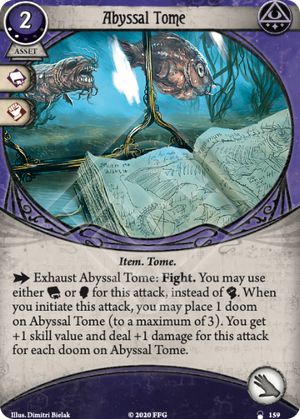 Abyssal Tome
2
ASSET
Item. Tome.
Exhaust Abyssal Tome: Fight. You may use
either or for this attack, instead of . When
you initiate this attack, you may place 1 doom
on Abyssal Tome (to a maximum of 3). You get
+1 skill value and deal +1 damage for this
attack for each doom on Abyssal Tome.
Illus. Dimitri Bielak
© 2020 FFG
159